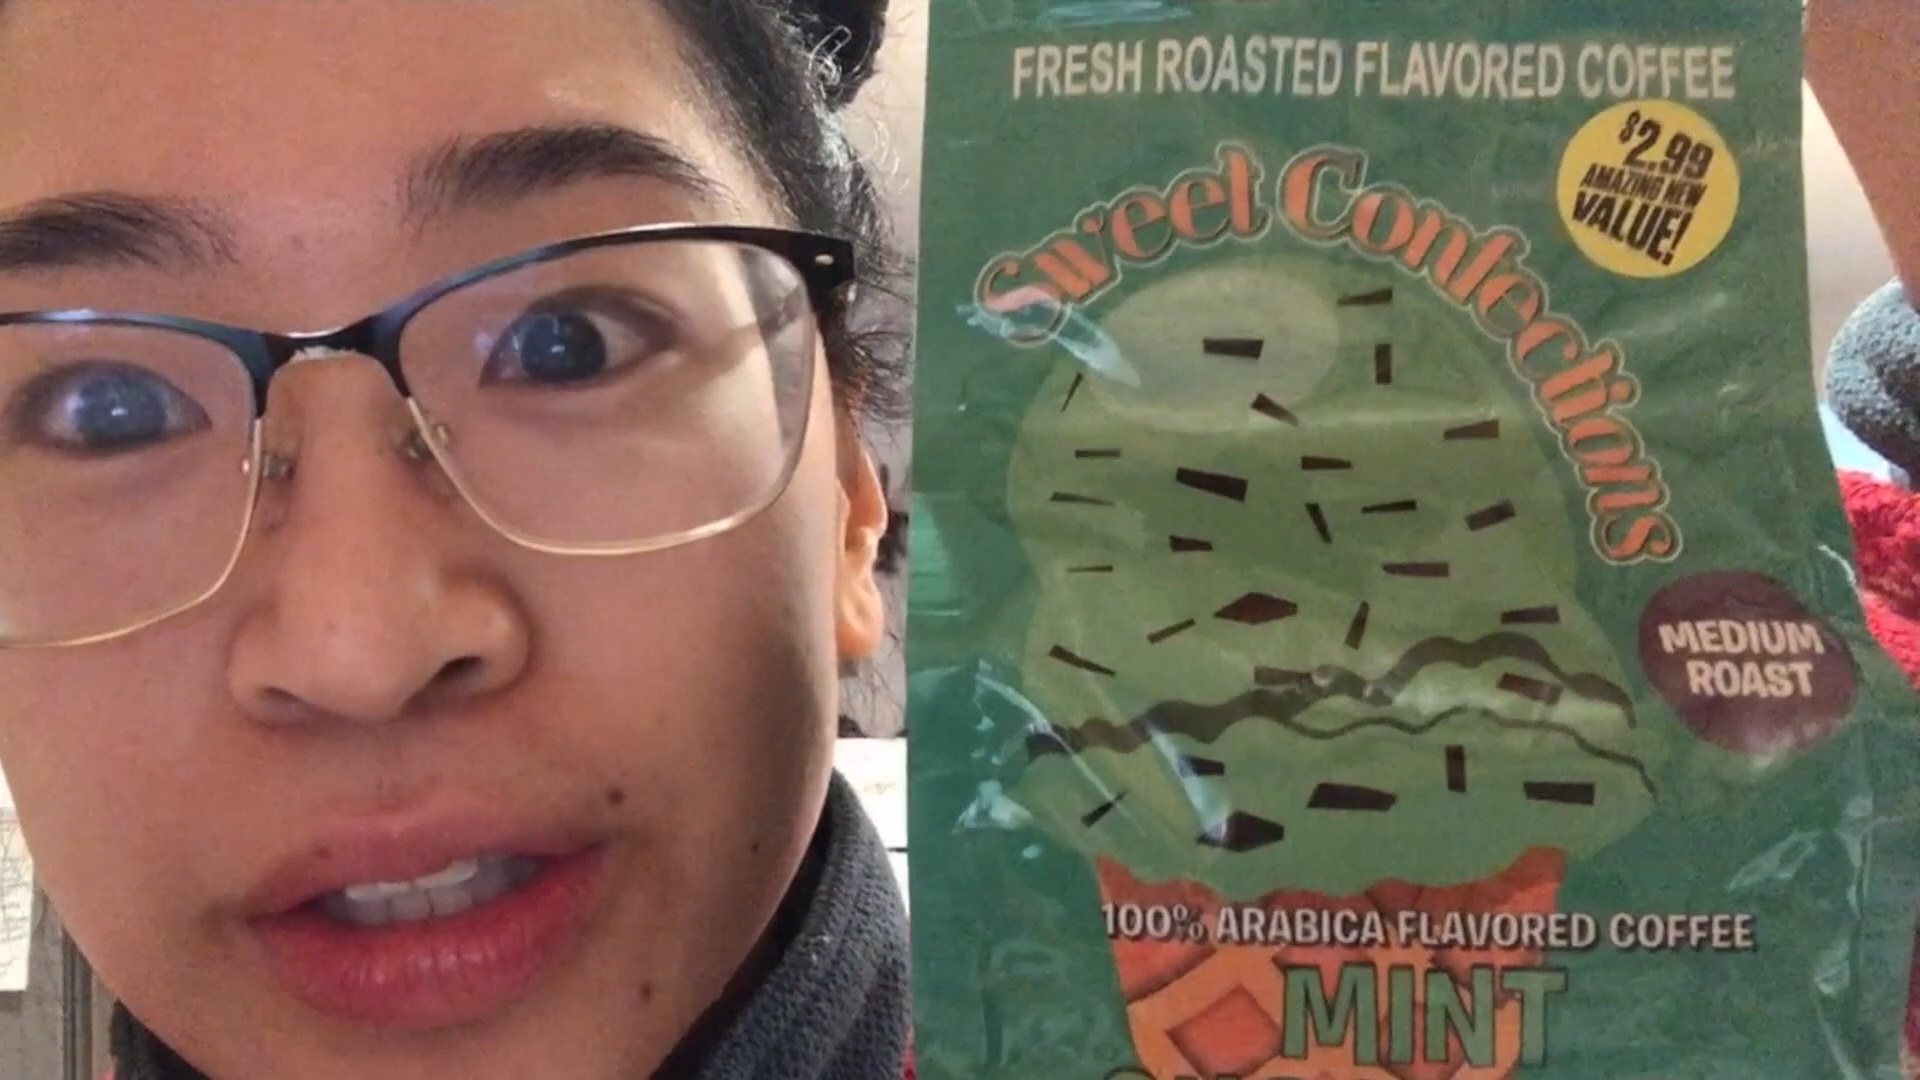 FRESH ROASTED FLAVORED COFFEE
$2.99
AMAZING NEW
VALUE!
Sweet Confections
MEDIUM
ROAST
100% ARABICA FLAVORED COFFEE
MINT